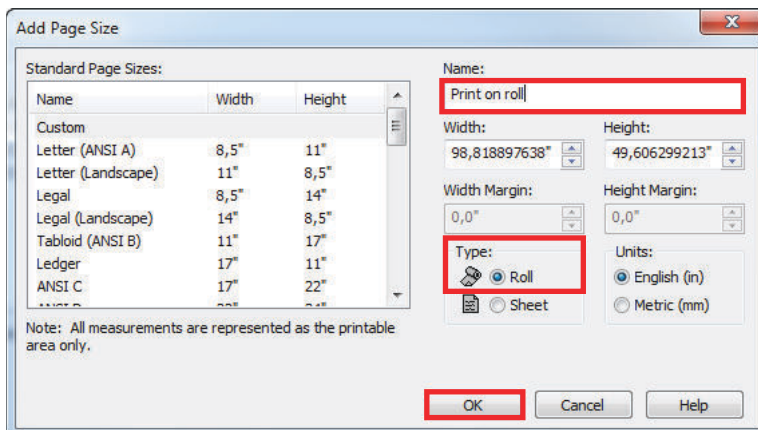 Add Page Size
Standard Page Sizes:
Name Width Height
Custom
Letter (ANSI A) 8,5" 11"
Letter (Landscape) 11" 8,5"
Legal 8,5" 14"
Legal (Landscape) 14" 8,5"
Tabloid (ANSI B) 11" 17"
Ledger 17" 11"
ANSI C 17" 22"
Note: All measurements are represented as the printable
area only.
Name:
Print on roll
Width: Height:
98,818897638" 49,606299213"
Width Margin: Height Margin:
0,0" 0,0"
Type: Units:
Roll English (in)
Sheet Metric (mm)
OK Cancel Help